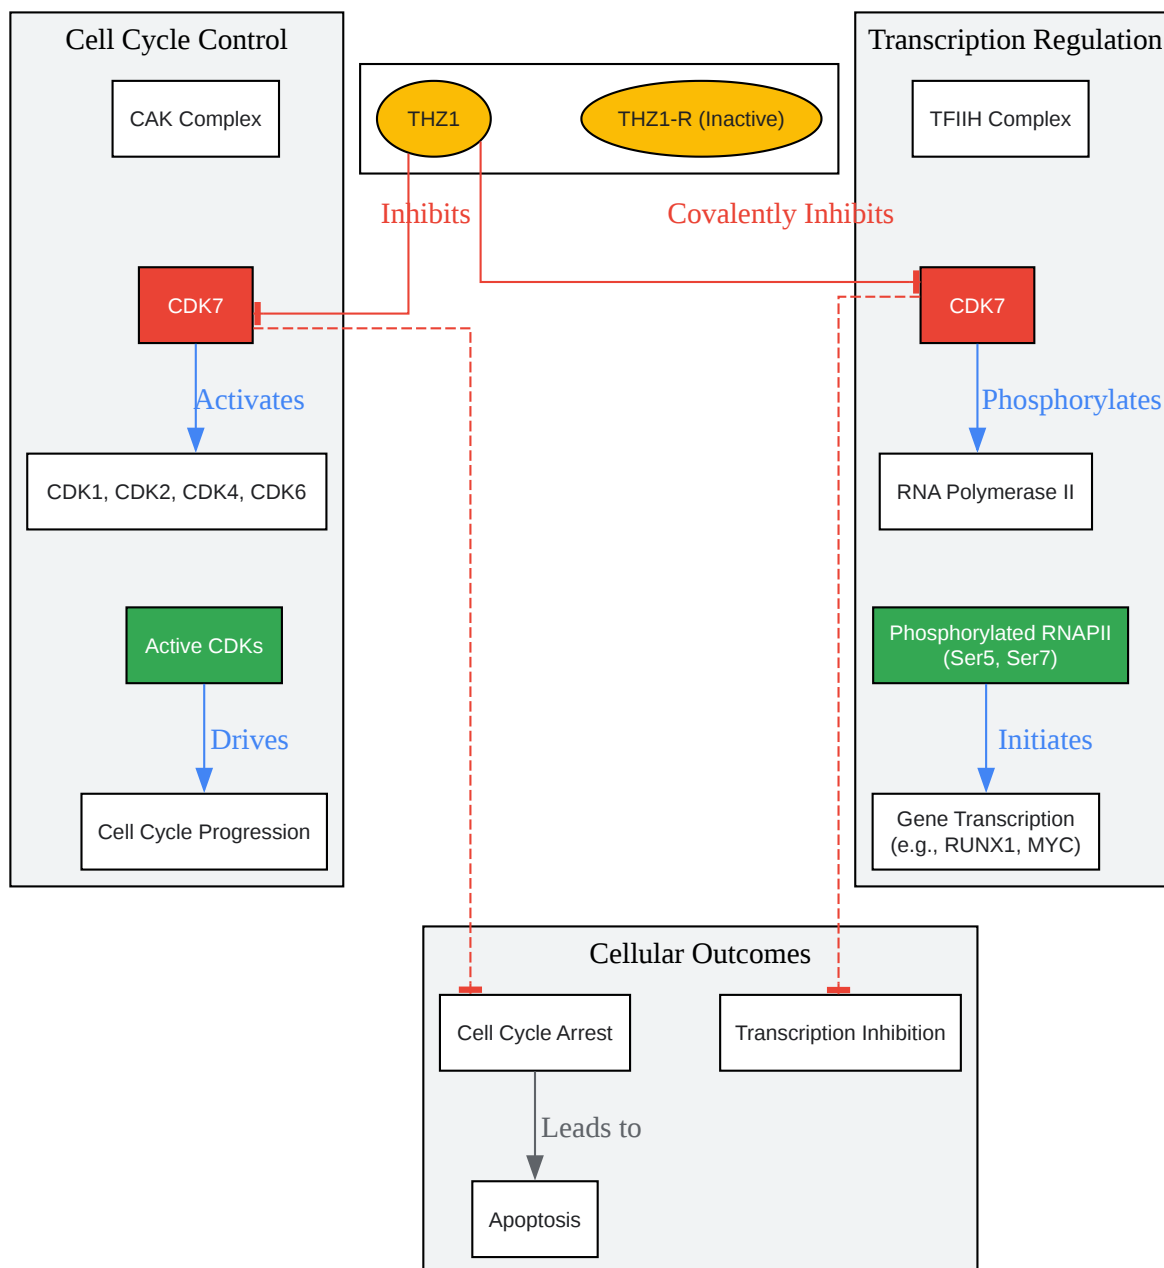 Cell Cycle Control
Transcription Regulation
CAK Complex
THZ1
THZ1-R (Inactive)
TFIIH Complex
Inhibits
Covalently Inhibits
CDK7
CDK7
Activates
Phosphorylates
CDK1, CDK2, CDK4, CDK6
RNA Polymerase II
Active CDKs
Phosphorylated RNAPII
(Ser5, Ser7)
Drives
Initiates
Cell Cycle Progression
Gene Transcription
(e.g., RUNX1, MYC)
Cellular Outcomes
Cell Cycle Arrest
Transcription Inhibition
Leads to
Apoptosis